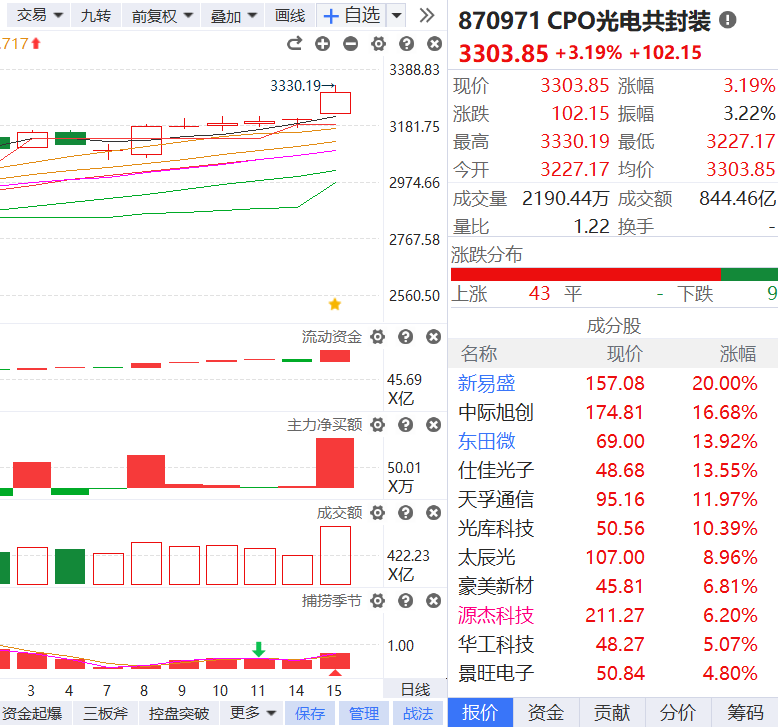 交易 九转 前复权 叠加 画线 自选
870971 CPO光电共封装
.717
3303.85 +3.19% +102.15
3388.83
3330.19
3181.75
2974.66
2767.58
2560.50
现价 3303.85 涨幅 3.19%
涨跌 102.15 振幅 3.22%
最高 3330.19 最低 3227.17
今开 3227.17 均价 3303.85
成交量 2190.44万 成交额 844.46亿
量比 1.22 换手 -
涨跌分布
上涨 43 平 - 下跌 9
成分股
名称 现价 涨幅
新易盛 157.08 20.00%
中际旭创 174.81 16.68%
东田微 69.00 13.92%
仕佳光子 48.68 13.55%
天孚通信 95.16 11.97%
光库科技 50.56 10.39%
太辰光 107.00 8.96%
豪美新材 45.81 6.81%
源杰科技 211.27 6.20%
华工科技 48.27 5.07%
景旺电子 50.84 4.80%
流动资金
45.69
X亿
主力净买额
50.01
X万
成交额
422.23
X亿
捕捞季节
1.00
3 4 7 8 9 10 11 14 15 日线
资金起爆 三板斧 控盘突破 更多 保存 管理 战法
报价 资金 贡献 分价 筹码